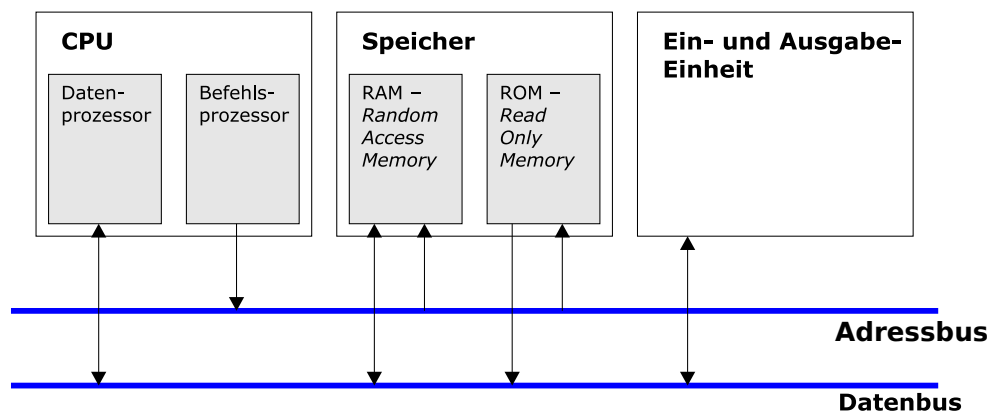 CPU
Daten-
prozessor
Befehls-
prozessor
Speicher
RAM –
Random
Access
Memory
ROM –
Read
Only
Memory
Ein- und Ausgabe-
Einheit
Adressbus
Datenbus